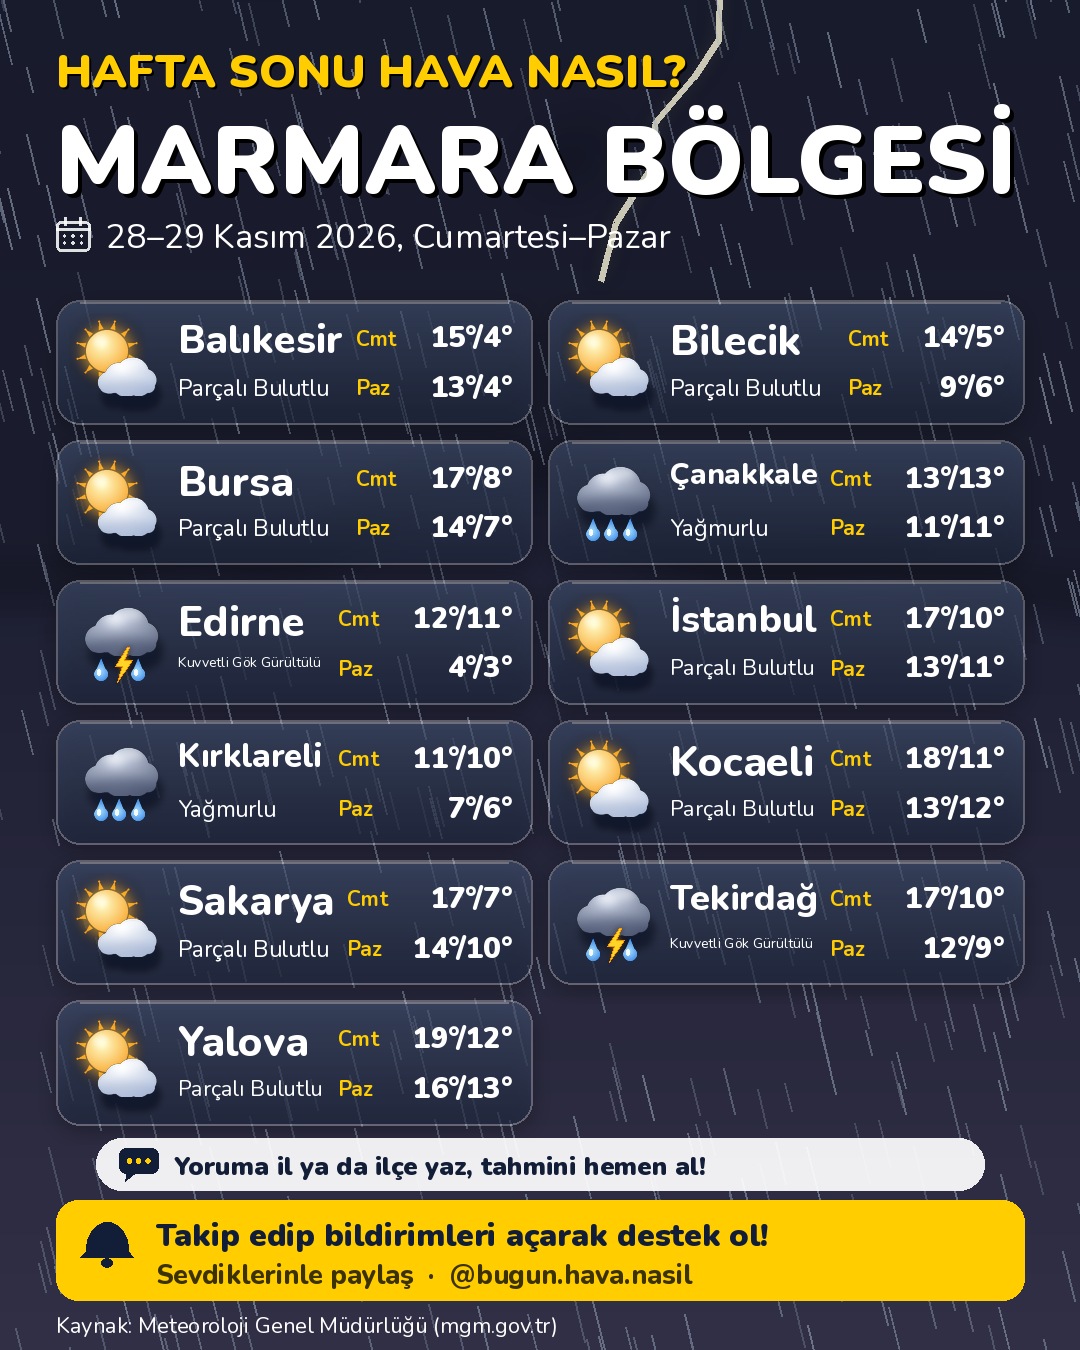 HAFTA SONU HAVA NASIL?
MARMARA BÖLGESİ
28–29 Kasım 2026, Cumartesi–Pazar
Balıkesir Cmt 15°/4°
Parçalı Bulutlu Paz 13°/4°
Bilecik Cmt 14°/5°
Parçalı Bulutlu Paz 9°/6°
Bursa Cmt 17°/8°
Parçalı Bulutlu Paz 14°/7°
Çanakkale Cmt 13°/13°
Yağmurlu Paz 11°/11°
Edirne Cmt 12°/11°
Kuvvetli Gök Gürültülü Paz 4°/3°
İstanbul Cmt 17°/10°
Parçalı Bulutlu Paz 13°/11°
Kırklareli Cmt 11°/10°
Yağmurlu Paz 7°/6°
Kocaeli Cmt 18°/11°
Parçalı Bulutlu Paz 13°/12°
Sakarya Cmt 17°/7°
Parçalı Bulutlu Paz 14°/10°
Tekirdağ Cmt 17°/10°
Kuvvetli Gök Gürültülü Paz 12°/9°
Yalova Cmt 19°/12°
Parçalı Bulutlu Paz 16°/13°
Yoruma il ya da ilçe yaz, tahmini hemen al!
Takip edip bildirimleri açarak destek ol!
Sevdiklerinle paylaş · @bugun.hava.nasil
Kaynak: Meteoroloji Genel Müdürlüğü (mgm.gov.tr)